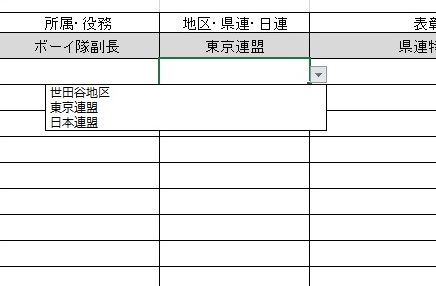 所属・役務 地区・県連・日連 表章
ボーイ隊副長 東京連盟 県連特
世田谷地区
東京連盟
日本連盟